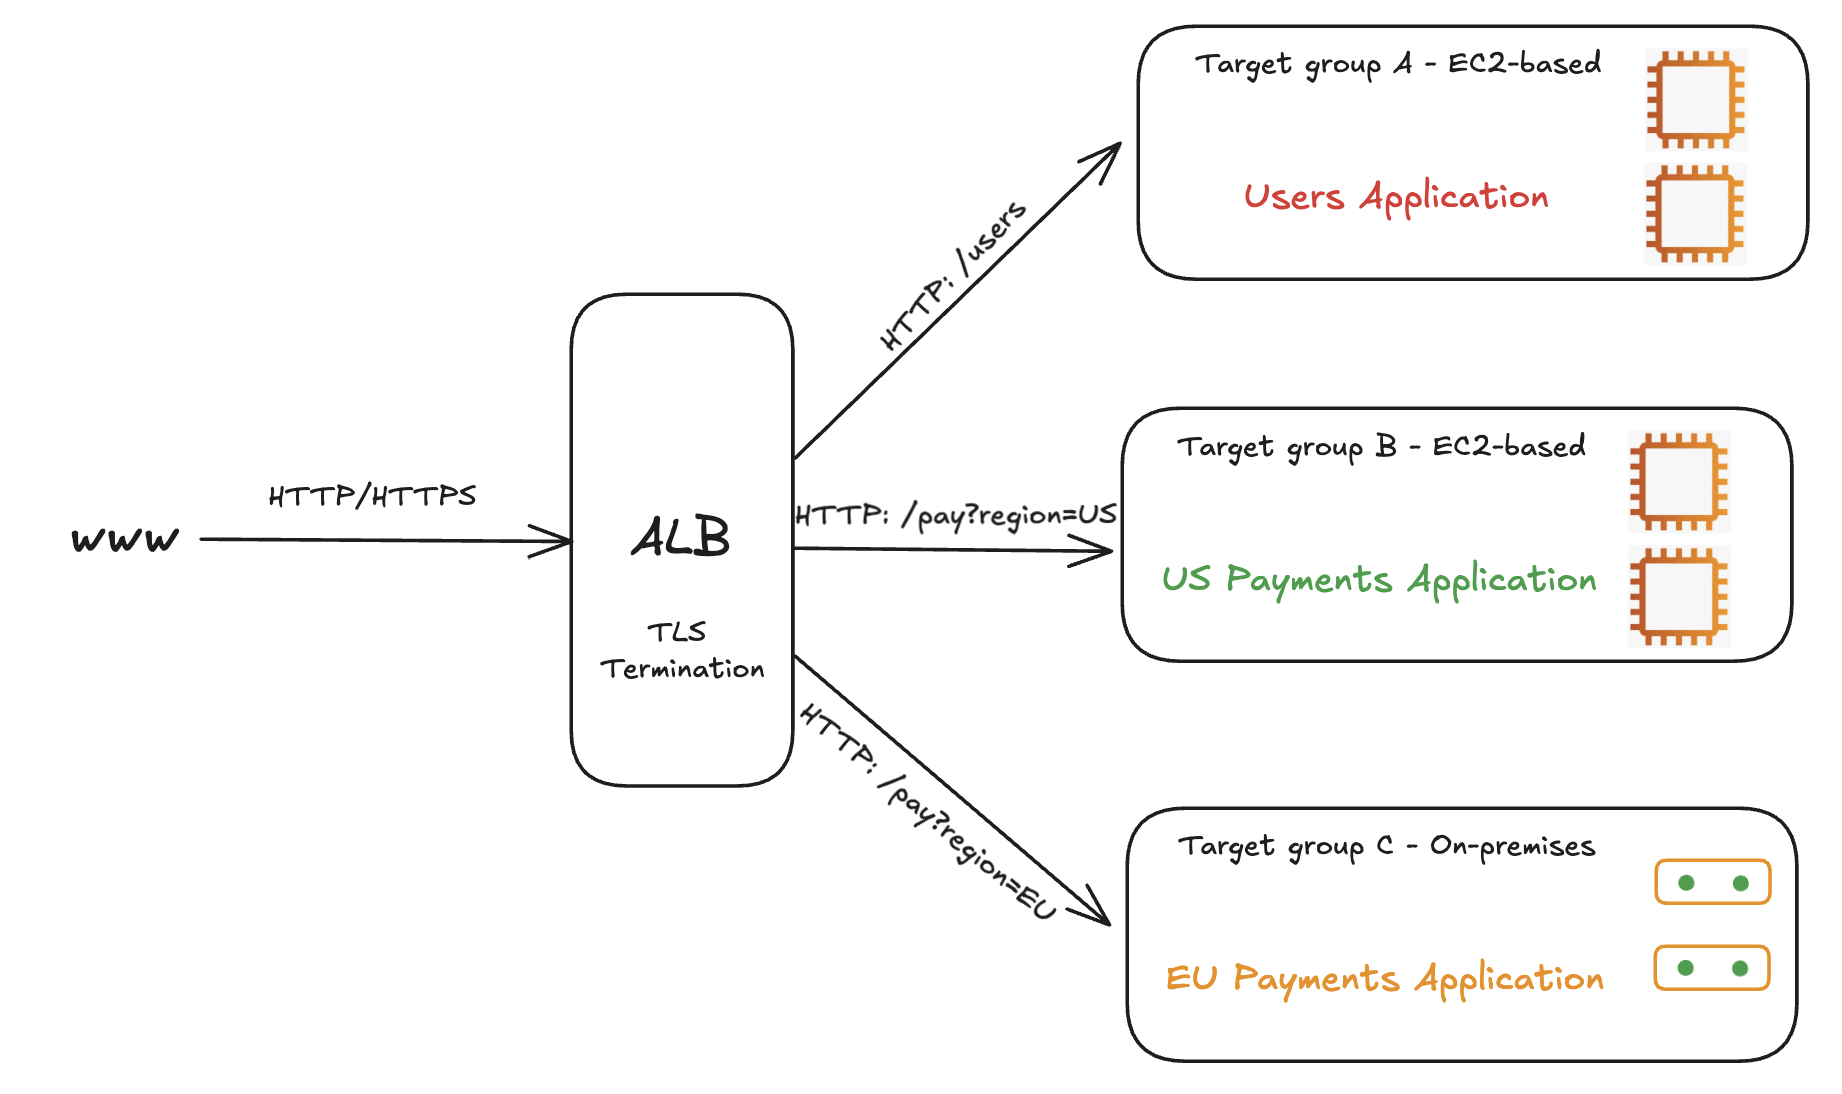 Target group A - EC2-based
Users Application
HTTP: /users
HTTP/HTTPS
www
ALB
TLS
Termination
HTTP: /pay?region=US
Target group B - EC2-based
US Payments Application
HTTP: /pay?region=EU
Target group C - On-premises
EU Payments Application